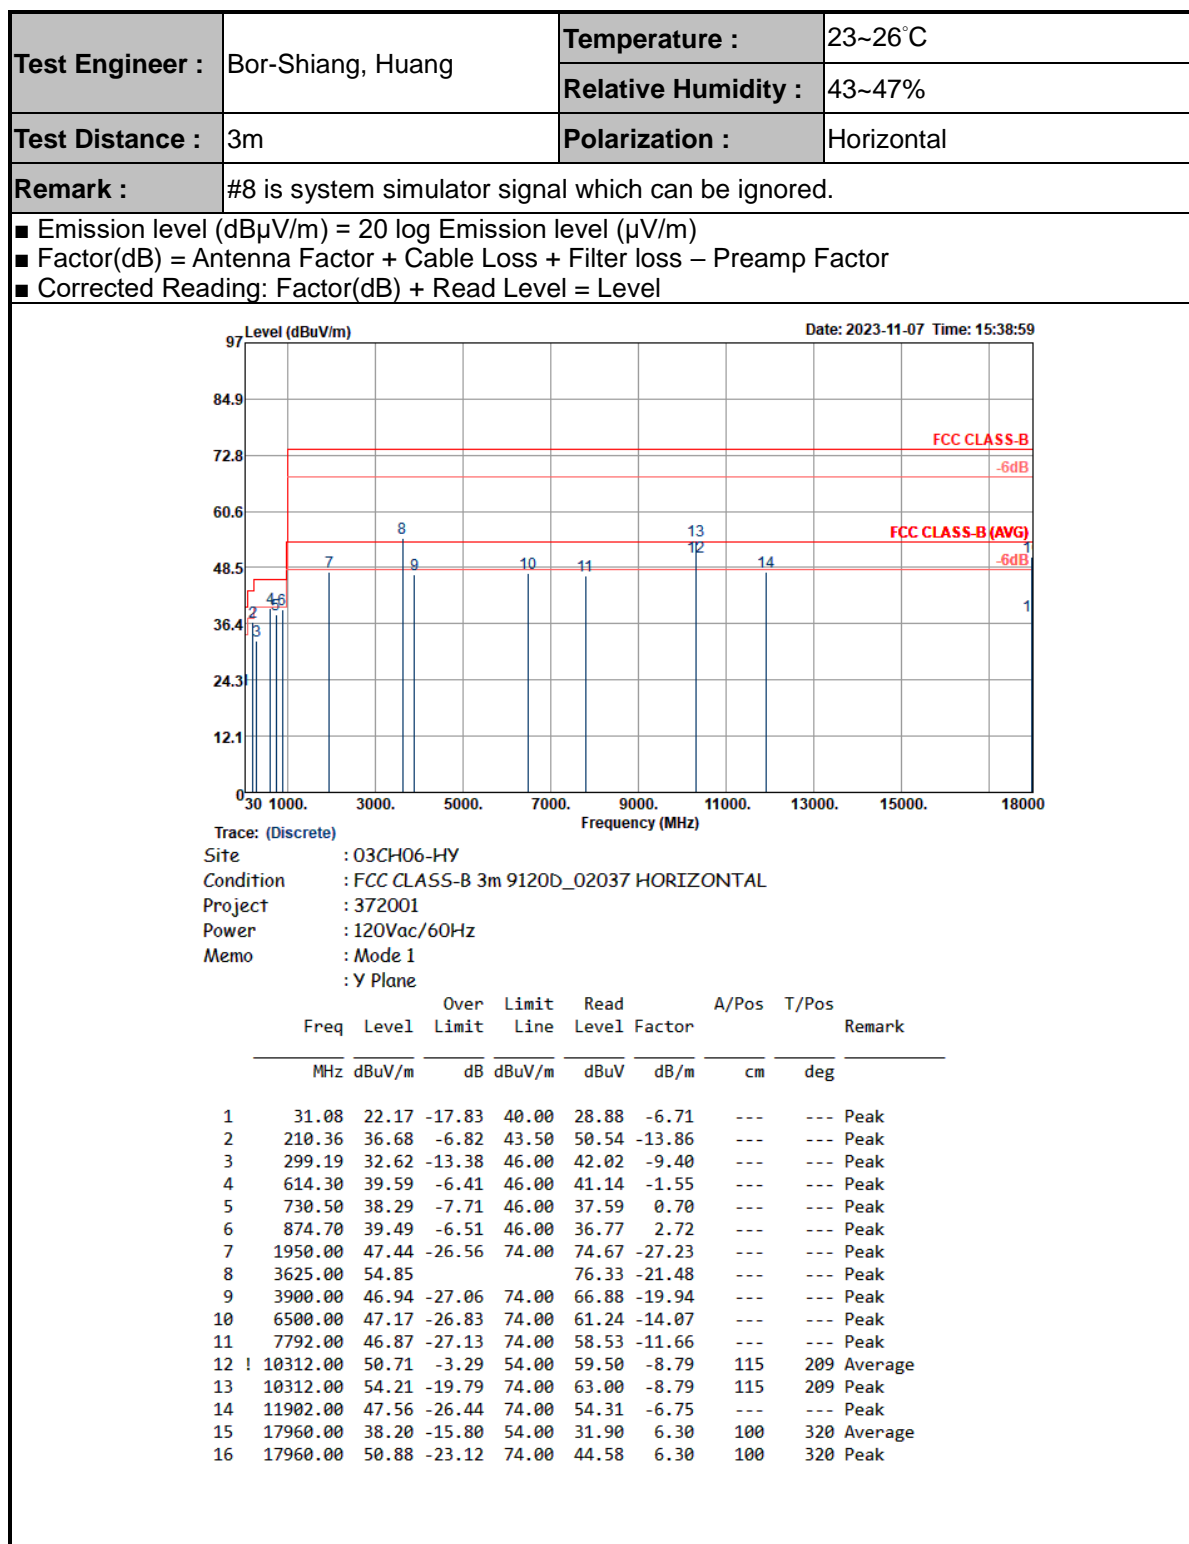 Test Engineer : Bor-Shiang, Huang Temperature : 23~26°C
Relative Humidity : 43~47%
Test Distance : 3m Polarization : Horizontal
Remark : #8 is system simulator signal which can be ignored.
■ Emission level (dBμV/m) = 20 log Emission level (μV/m)
■ Factor(dB) = Antenna Factor + Cable Loss + Filter loss – Preamp Factor
■ Corrected Reading: Factor(dB) + Read Level = Level
97 Level (dBuV/m) Date: 2023-11-07 Time: 15:38:59
84.9
FCC CLASS-B
72.8
-6dB
60.6
8 13
FCC CLASS-B (AVG)
12 1
7 9 10 11 14 -6dB
48.5
4 5 6
2 1
36.4
3
24.3
12.1
0
30 1000. 3000. 5000. 7000. 9000. 11000. 13000. 15000. 18000
Frequency (MHz)
Trace: (Discrete)
Site : 03CH06-HY
Condition : FCC CLASS-B 3m 9120D_02037 HORIZONTAL
Project : 372001
Power : 120Vac/60Hz
Memo : Mode 1
: Y Plane
Over Limit Read A/Pos T/Pos
Freq Level Limit Line Level Factor Remark
MHz dBuV/m dB dBuV/m dBuV dB/m cm deg
1 31.08 22.17 -17.83 40.00 28.88 -6.71 --- --- Peak
2 210.36 36.68 -6.82 43.50 50.54 -13.86 --- --- Peak
3 299.19 32.62 -13.38 46.00 42.02 -9.40 --- --- Peak
4 614.30 39.59 -6.41 46.00 41.14 -1.55 --- --- Peak
5 730.50 38.29 -7.71 46.00 37.59 0.70 --- --- Peak
6 874.70 39.49 -6.51 46.00 36.77 2.72 --- --- Peak
7 1950.00 47.44 -26.56 74.00 74.67 -27.23 --- --- Peak
8 3625.00 54.85 76.33 -21.48 --- --- Peak
9 3900.00 46.94 -27.06 74.00 66.88 -19.94 --- --- Peak
10 6500.00 47.17 -26.83 74.00 61.24 -14.07 --- --- Peak
11 7792.00 46.87 -27.13 74.00 58.53 -11.66 --- --- Peak
12 ! 10312.00 50.71 -3.29 54.00 59.50 -8.79 115 209 Average
13 10312.00 54.21 -19.79 74.00 63.00 -8.79 115 209 Peak
14 11902.00 47.56 -26.44 74.00 54.31 -6.75 --- --- Peak
15 17960.00 38.20 -15.80 54.00 31.90 6.30 100 320 Average
16 17960.00 50.88 -23.12 74.00 44.58 6.30 100 320 Peak